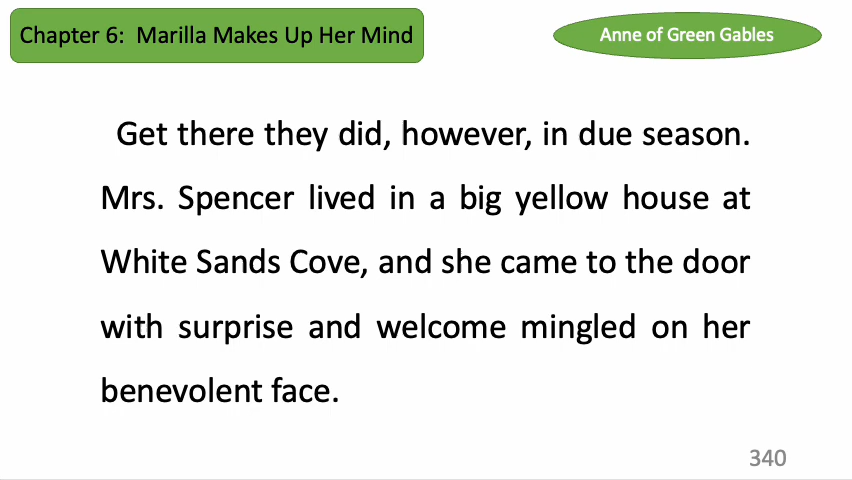 Chapter 6: Marilla Makes Up Her Mind
Anne of Green Gables
Get there they did, however, in due season.
Mrs. Spencer lived in a big yellow house at
White Sands Cove, and she came to the door
with surprise and welcome mingled on her
benevolent face.
340